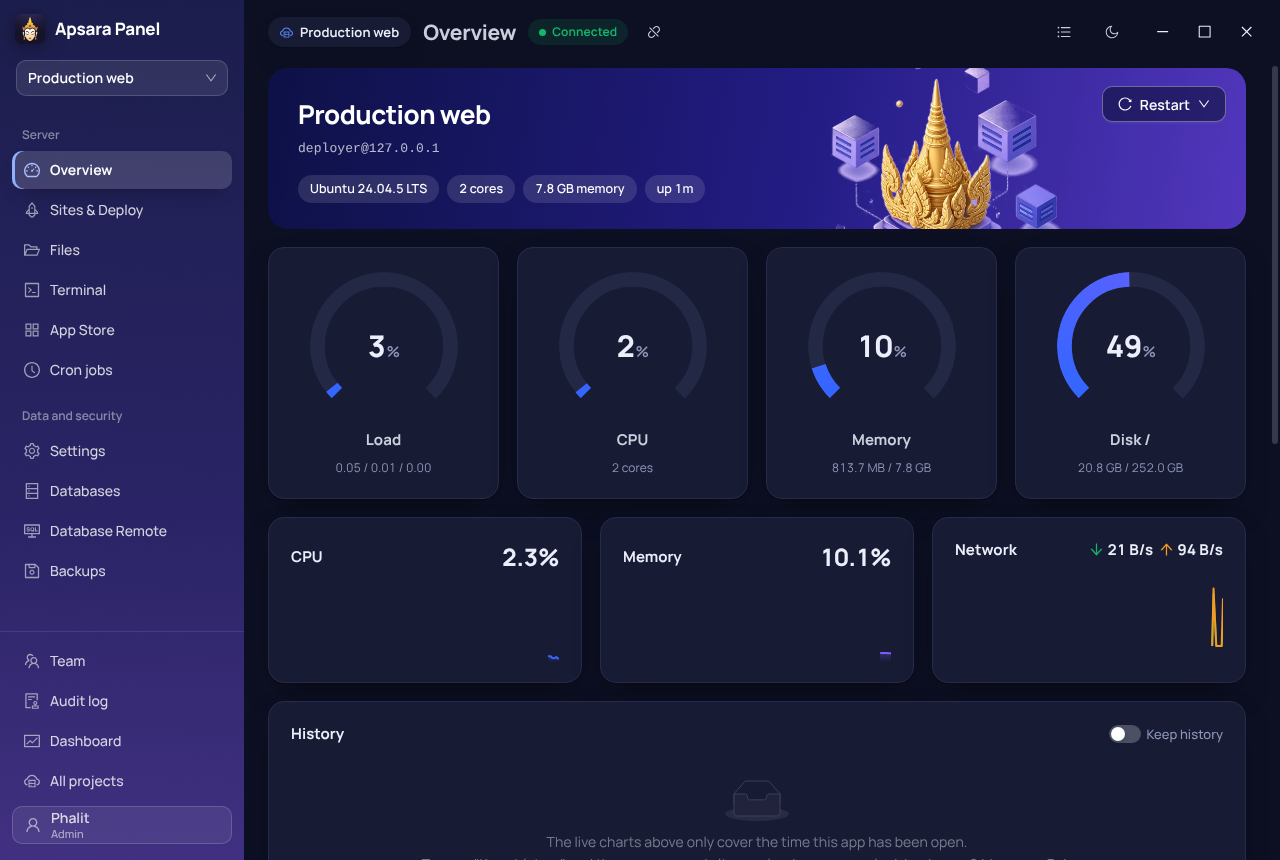 Apsara Panel
Production web
Server
Overview
Sites & Deploy
Files
Terminal
App Store
Cron jobs
Data and security
Settings
Databases
Database Remote
Backups
Team
Audit log
Dashboard
All projects
Phalit
Admin
Production web Overview Connected
Production web
deployer@127.0.0.1
Ubuntu 24.04.5 LTS 2 cores 7.8 GB memory up 1m
Restart
3%
Load
0.05 / 0.01 / 0.00
2%
CPU
2 cores
10%
Memory
813.7 MB / 7.8 GB
49%
Disk /
20.8 GB / 252.0 GB
CPU 2.3%
Memory 10.1%
Network 21 B/s 94 B/s
History Keep history
The live charts above only cover the time this app has been open.